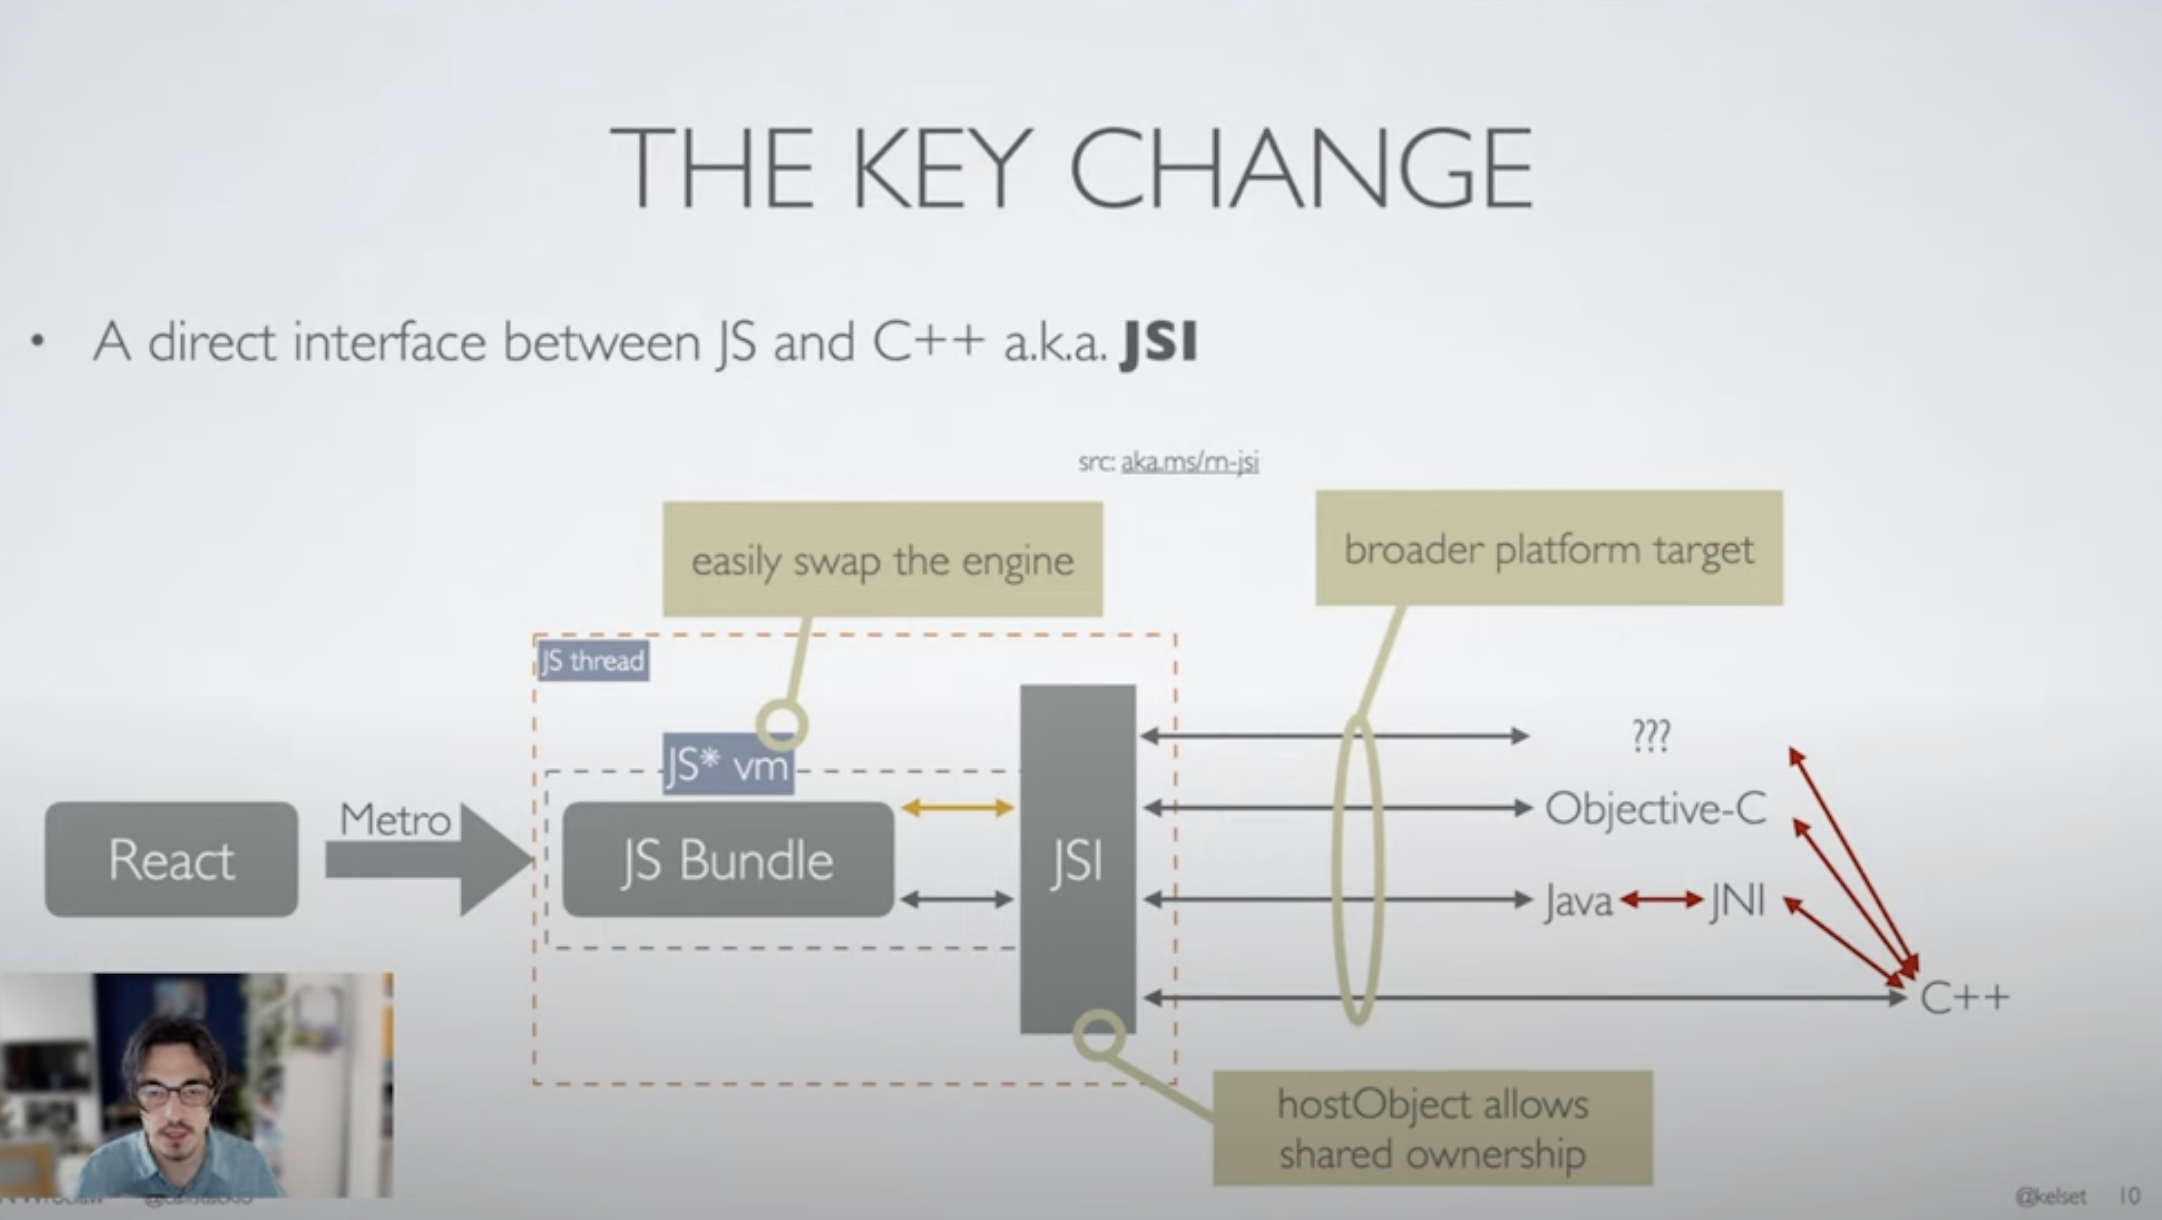 THE KEY CHANGE
• A direct interface between JS and C++ a.k.a. JSI
src: aka.ms/rn-jsi
easily swap the engine
broader platform target
JS thread
JS* vm
???
Objective-C
React
Metro
JS Bundle
JSI
Java
JNI
C++
hostObject allows
shared ownership
@kelset 10